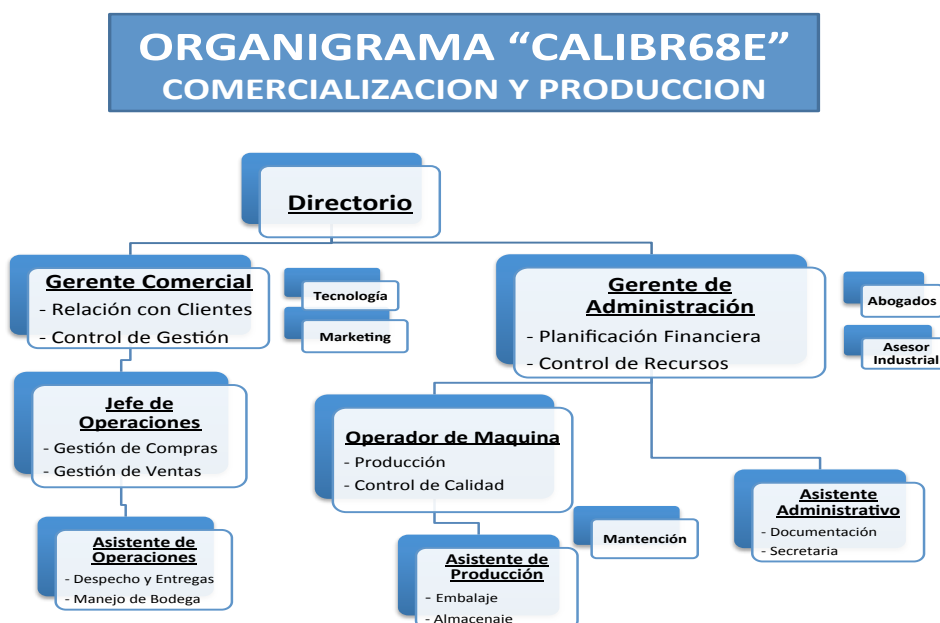 ORGANIGRAMA “CALIBR68E”
COMERCIALIZACION Y PRODUCCION
Directorio
Gerente Comercial
- Relación con Clientes
- Control de Gestión
Tecnología
Marketing
Gerente de
Administración
- Planificación Financiera
- Control de Recursos
Abogados
Asesor
Industrial
Jefe de
Operaciones
- Gestión de Compras
- Gestión de Ventas
Operador de Maquina
- Producción
- Control de Calidad
Asistente
Administrativo
- Documentación
- Secretaria
Asistente de
Operaciones
- Despecho y Entregas
- Manejo de Bodega
Mantención
Asistente de
Producción
- Embalaje
- Almacenaje